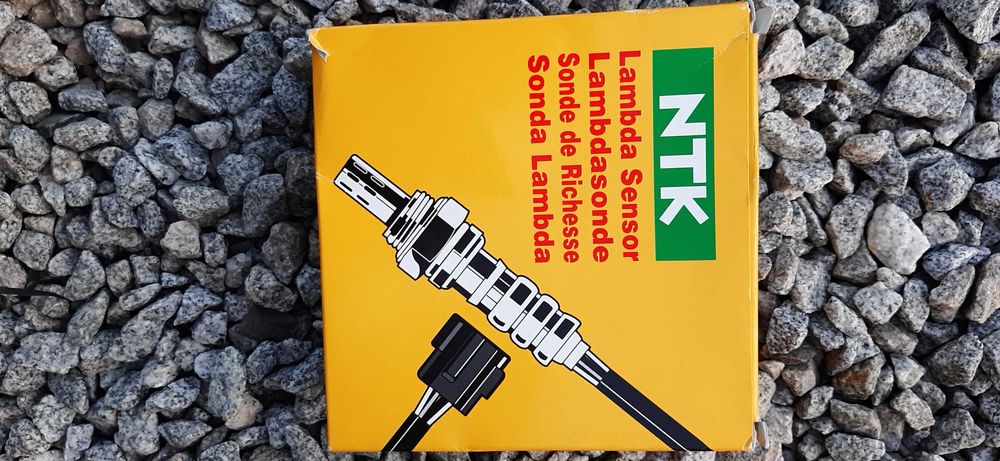 NTK
Lambda Sensor
Lambdasonde
Sonde de Richesse
Sonda Lambda